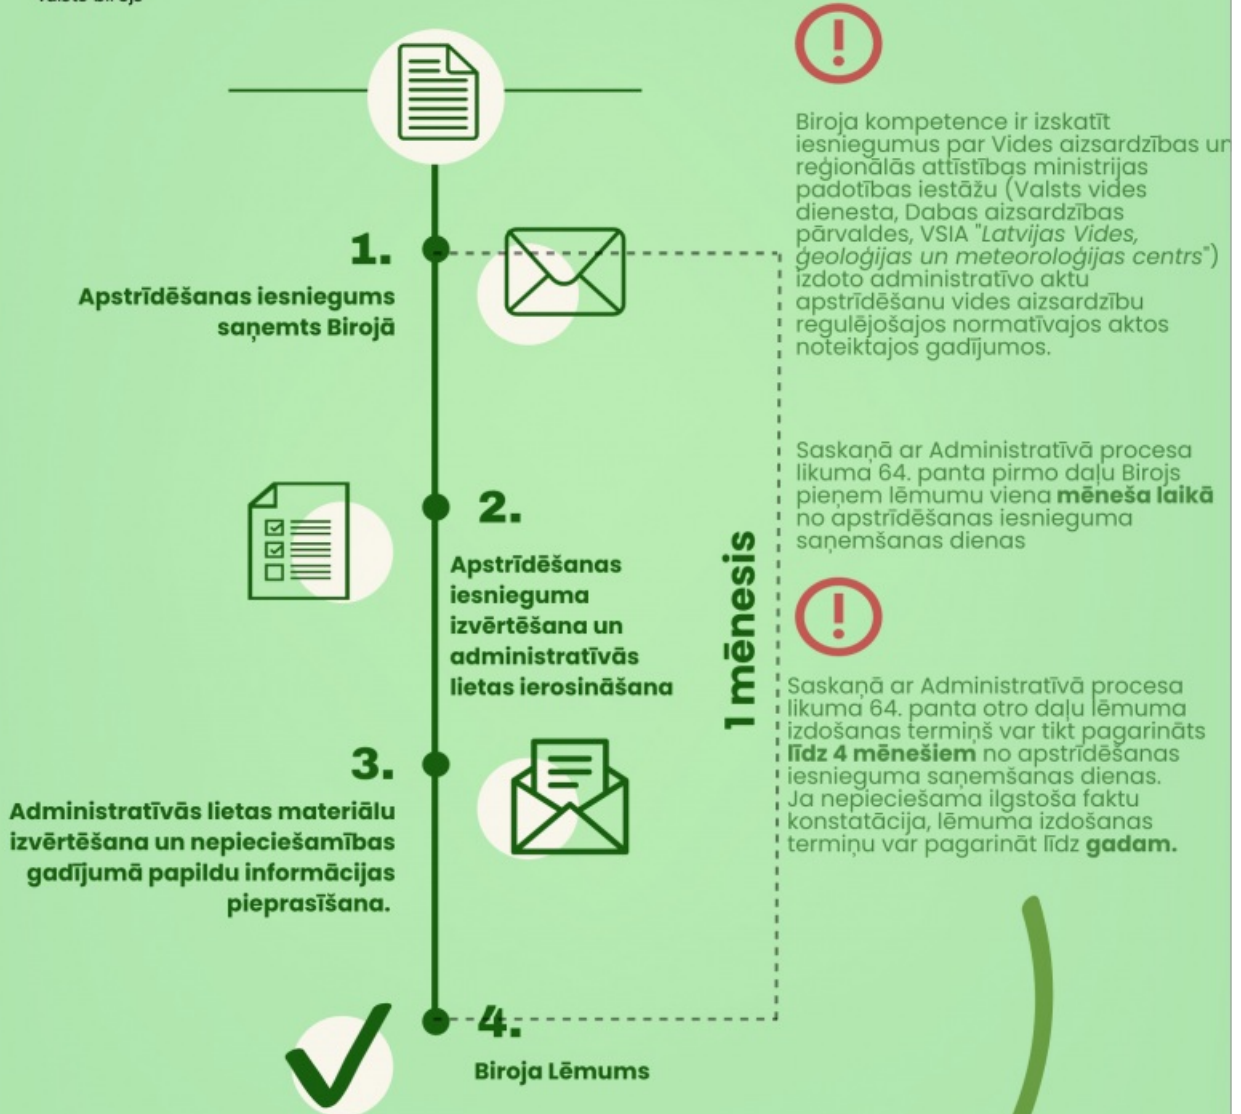 1.
Apstrīdēšanas iesniegums
saņemts Birojā
2.
Apstrīdēšanas
iesnieguma
izvērtēšana un
administratīvās
lietas ierosināšana
3.
Administratīvās lietas materiālu
izvērtēšana un nepieciešamības
gadījumā papildu informācijas
pieprasīšana.
4.
Biroja Lēmums
1 mēnesis
Biroja kompetence ir izskatīt
iesniegumus par Vides aizsardzības un
reģionālās attīstības ministrijas
padotības iestāžu (Valsts vides
dienesta, Dabas aizsardzības
pārvaldes, VSIA "Latvijas Vides,
ģeoloģijas un meteoroloģijas centrs")
izdoto administratīvo aktu
apstrīdēšanu vides aizsardzību
regulējošajos normatīvajos aktos
noteiktajos gadījumos.
Saskaņā ar Administratīvā procesa
likuma 64. panta pirmo daļu Birojs
pieņem lēmumu viena mēneša laikā
no apstrīdēšanas iesnieguma
saņemšanas dienas
Saskaņā ar Administratīvā procesa
likuma 64. panta otro daļu lēmuma
izdošanas termiņš var tikt pagarināts
līdz 4 mēnešiem no apstrīdēšanas
iesnieguma saņemšanas dienas.
Ja nepieciešama ilgstoša faktu
konstatācija, lēmuma izdošanas
termiņu var pagarināt līdz gadam.